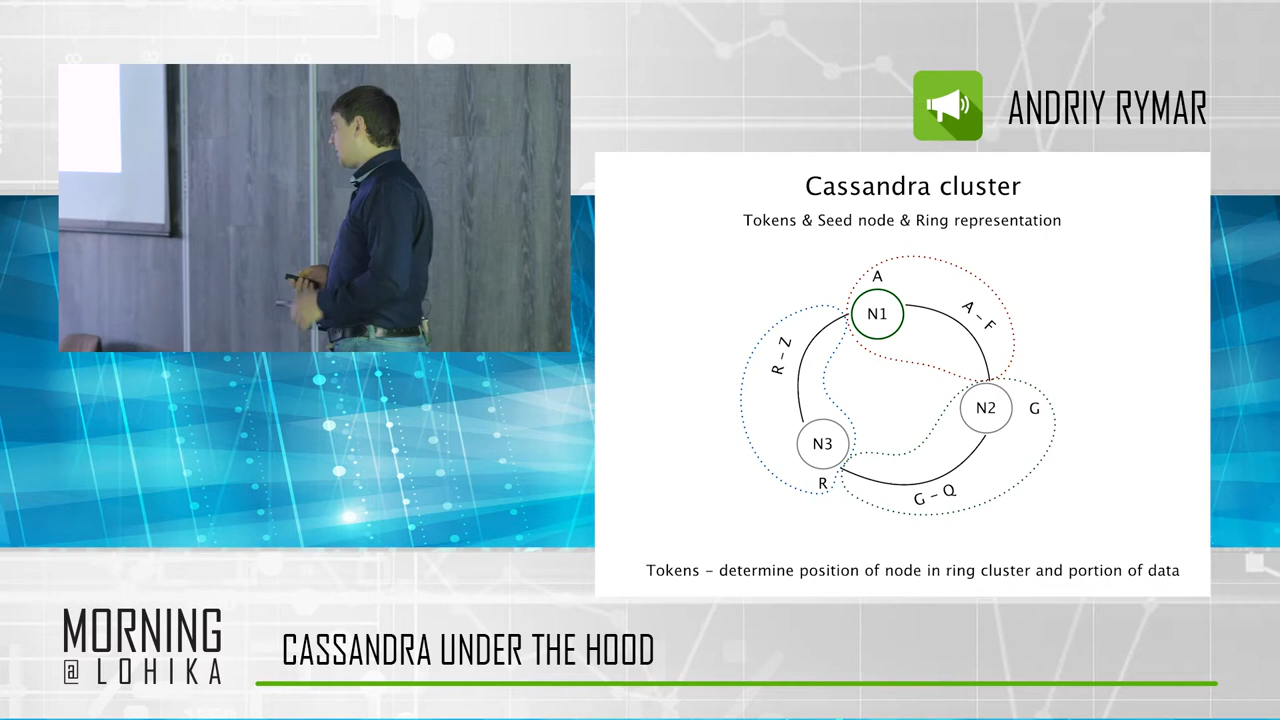 ANDRIY RYMAR
Cassandra cluster
Tokens & Seed node & Ring representation
A
N1
A – F
R – Z
N2
G
N3
R
G – Q
Tokens – determine position of node in ring cluster and portion of data
MORNING
@ LOHIKA
CASSANDRA UNDER THE HOOD